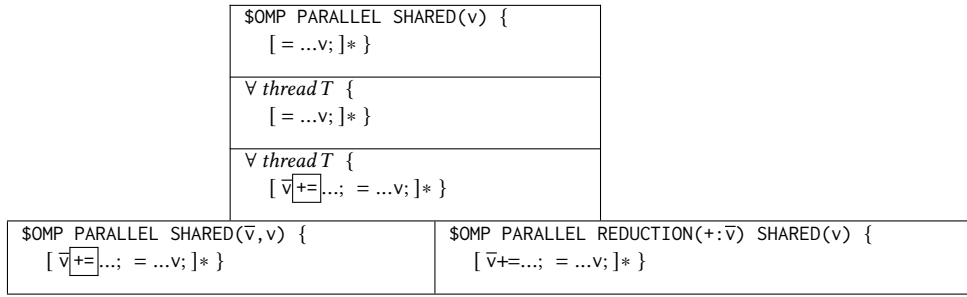 $OMP PARALLEL SHARED(v) {
[ = ...v; ]∗ }
∀ thread T {
[ = ...v; ]∗ }
∀ thread T {
[ v̅ += ...; = ...v; ]∗ }
$OMP PARALLEL SHARED(v̅,v) {
[ v̅ += ...; = ...v; ]∗ }
$OMP PARALLEL REDUCTION(+:v̅) SHARED(v) {
[ v̅+=...; = ...v; ]∗ }